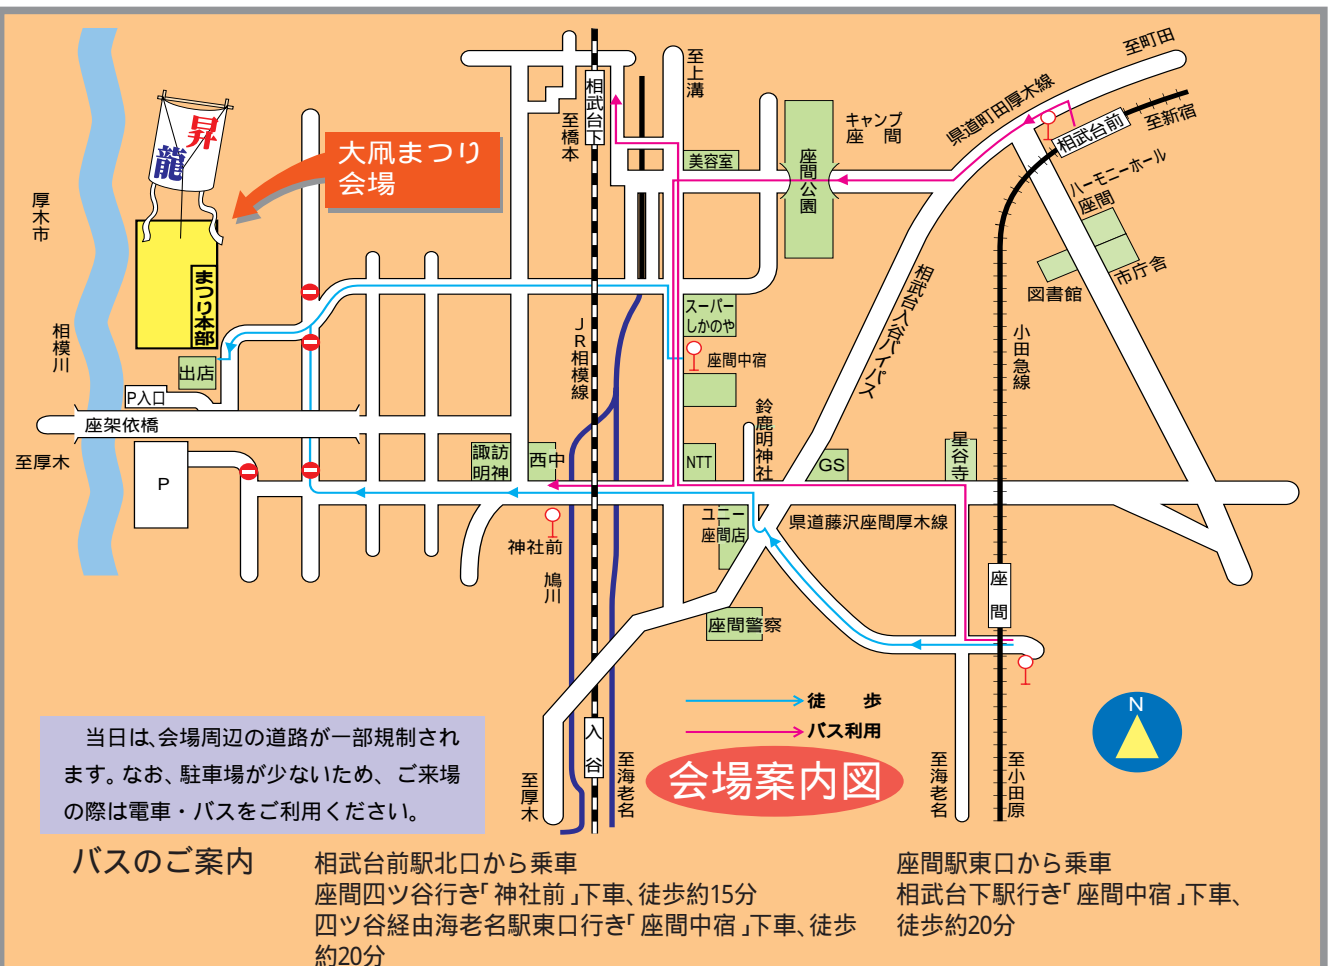 至町田
県道町田厚木線
至新宿
相武台前
至上溝
相武台下
至橋本
キャンプ
座間
美容室
座間公園
ハーモニーホール
座間
市庁舎
図書館
昇
龍
大凧まつり
会場
厚木市
まつり本部
相模川
出店
P入口
座架依橋
至厚木
P
JR相模線
スーパー
しかのや
座間中宿
相武台入谷バイパス
小田急線
鈴鹿明神社
諏訪
明神
西中
NTT
GS
星谷寺
ユニー
座間店
県道藤沢座間厚木線
神社前
鳩川
座間
座間警察
徒　歩
バス利用
N
会場案内図
入谷
至海老名
至厚木
至海老名
至小田原
当日は、会場周辺の道路が一部規制され
ます。なお、駐車場が少ないため、ご来場
の際は電車・バスをご利用ください。
バスのご案内
相武台前駅北口から乗車
座間四ツ谷行き「神社前」下車、徒歩約15分
四ツ谷経由海老名駅東口行き「座間中宿」下車、徒歩
約20分
座間駅東口から乗車
相武台下駅行き「座間中宿」下車、
徒歩約20分